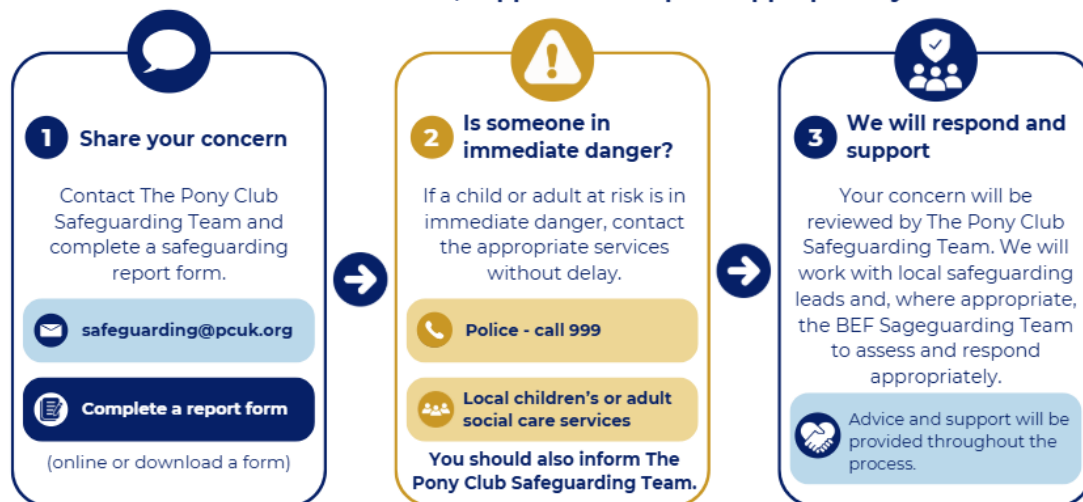 1 Share your concern
Contact The Pony Club
Safeguarding Team and
complete a safeguarding
report form.
safeguarding@pcuk.org
Complete a report form
(online or download a form)
2 Is someone in
immediate danger?
If a child or adult at risk is in
immediate danger, contact
the appropriate services
without delay.
Police - call 999
Local children’s or adult
social care services
You should also inform The
Pony Club Safeguarding Team.
3 We will respond and
support
Your concern will be
reviewed by The Pony Club
Safeguarding Team. We will
work with local safeguarding
leads and, where appropriate,
the BEF Sageguarding Team
to assess and respond
appropriately.
Advice and support will be
provided throughout the
process.